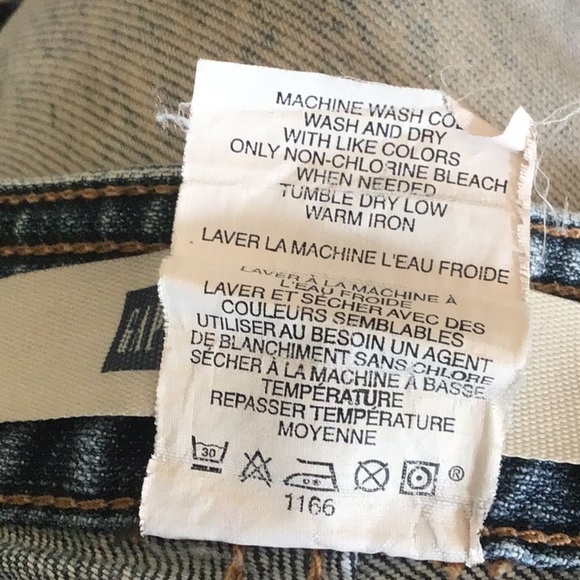 MACHINE WASH
WASH AND DRY
WITH LIKE COLORS
ONLY NON-CHLORINE BLEACH
WHEN NEEDED
TUMBLE DRY LOW
WARM IRON
LAVER LA MACHINE L'EAU FROIDE
LAVER À LA MACHINE À
L'EAU FROIDE
LAVER ET SÉCHER AVEC DES
COULEURS SEMBLABLES
UTILISER AU BESOIN UN AGENT
DE BLANCHIMENT SANS CHLORE
SÉCHER À LA MACHINE À BASSE
TEMPÉRATURE
REPASSER TEMPÉRATURE
MOYENNE
30
®
1166
GAP